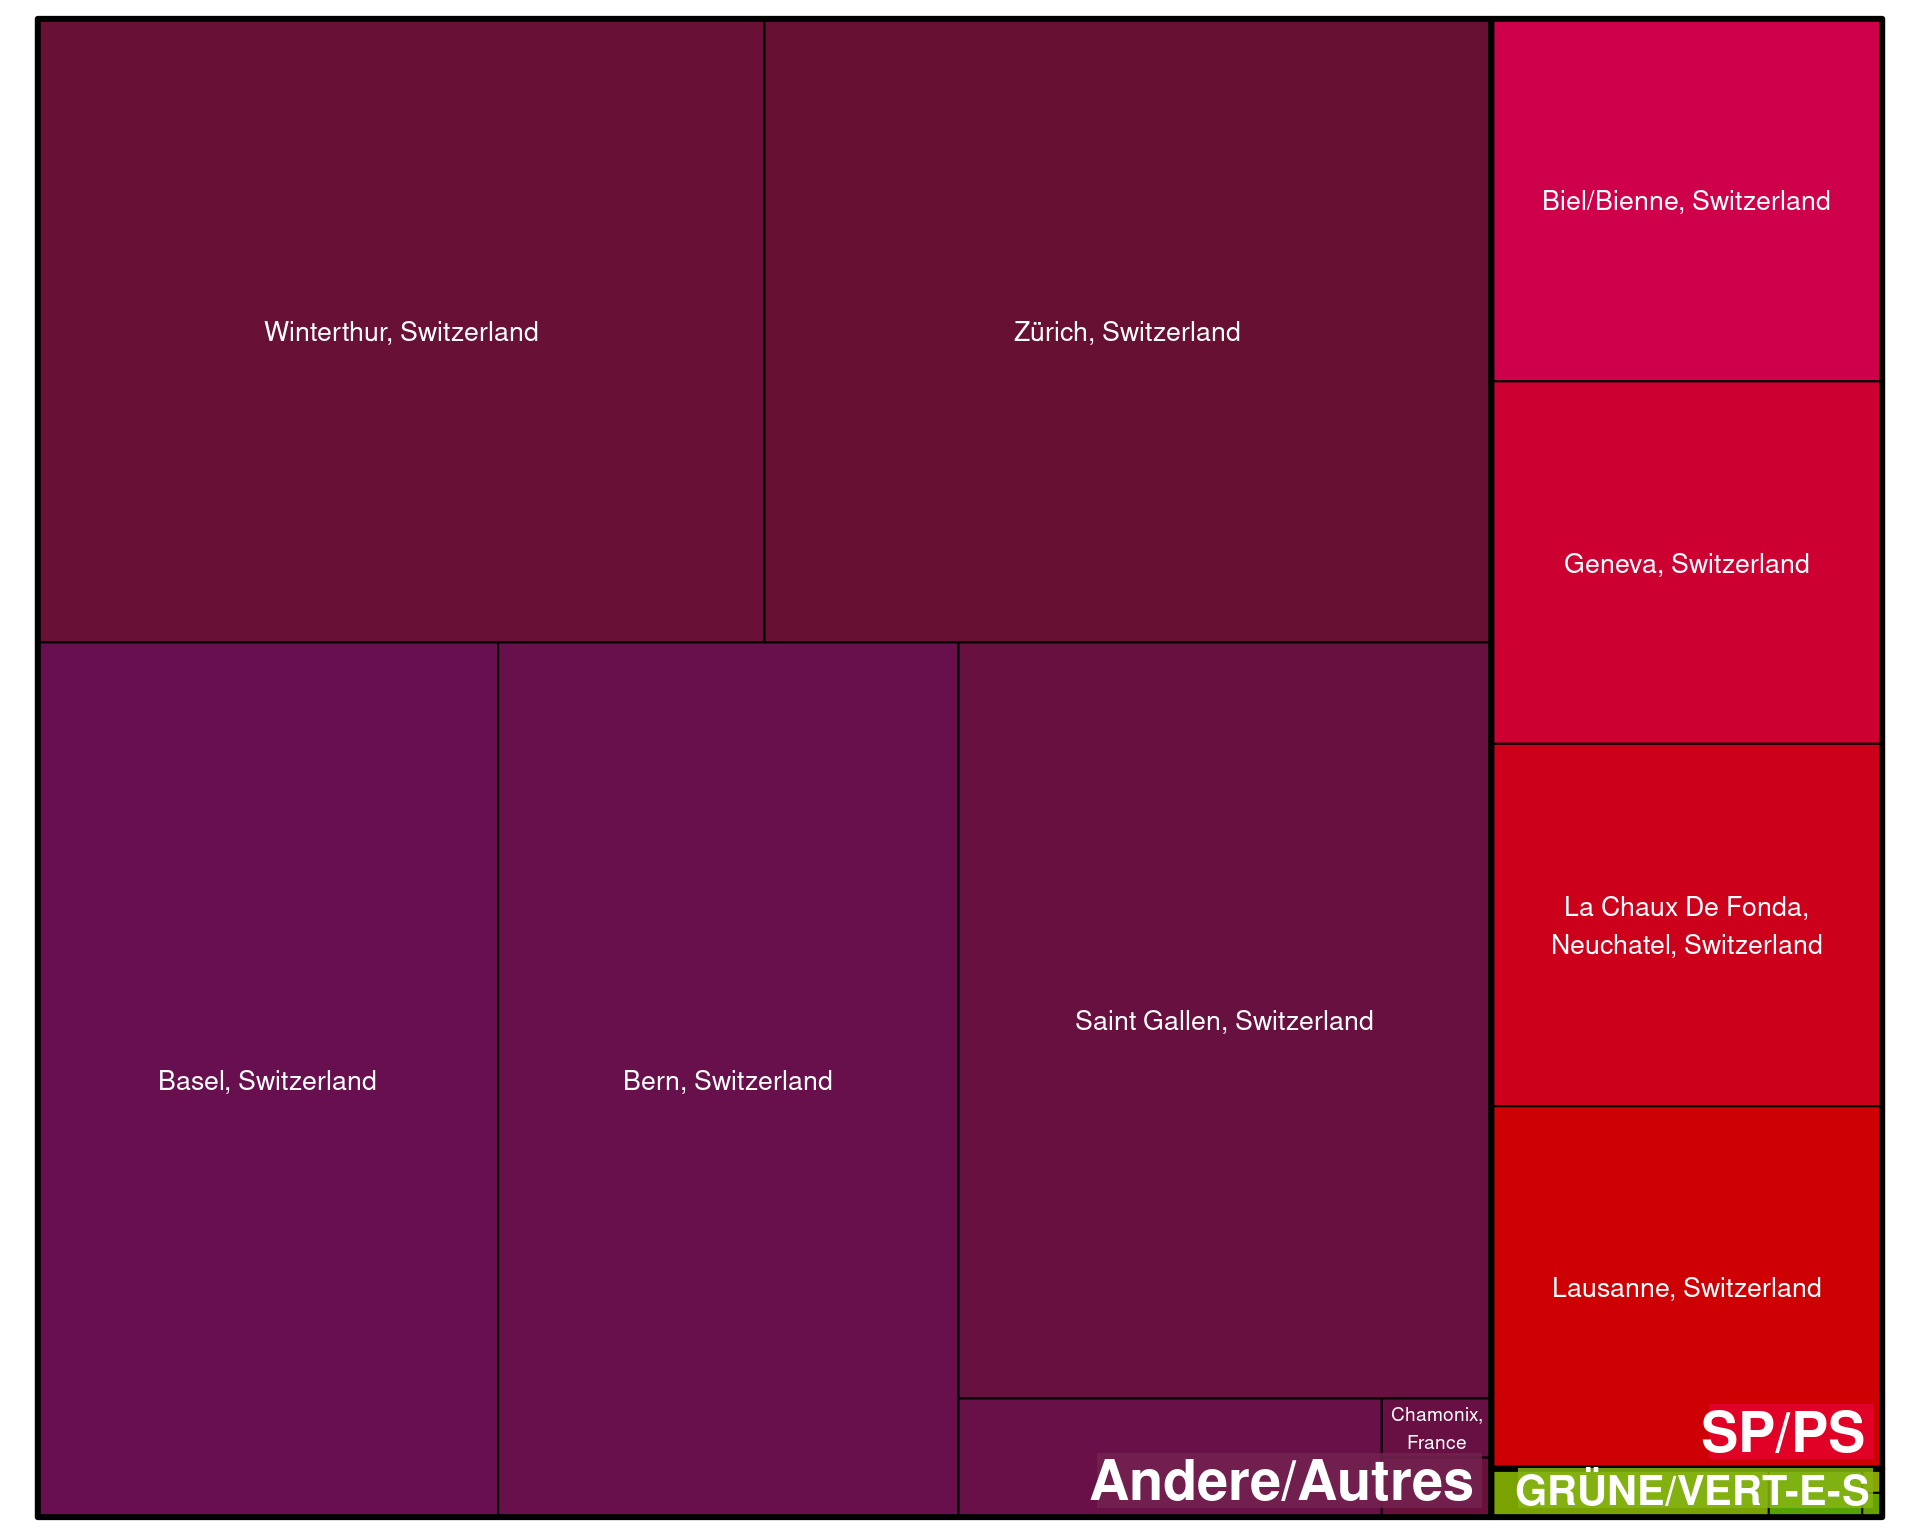 Winterthur, Switzerland
Zürich, Switzerland
Biel/Bienne, Switzerland
Geneva, Switzerland
La Chaux De Fonda,
Neuchatel, Switzerland
Saint Gallen, Switzerland
Basel, Switzerland
Bern, Switzerland
Lausanne, Switzerland
Chamonix,
France
SP/PS
Andere/Autres
GRÜNE/VERT-E-S